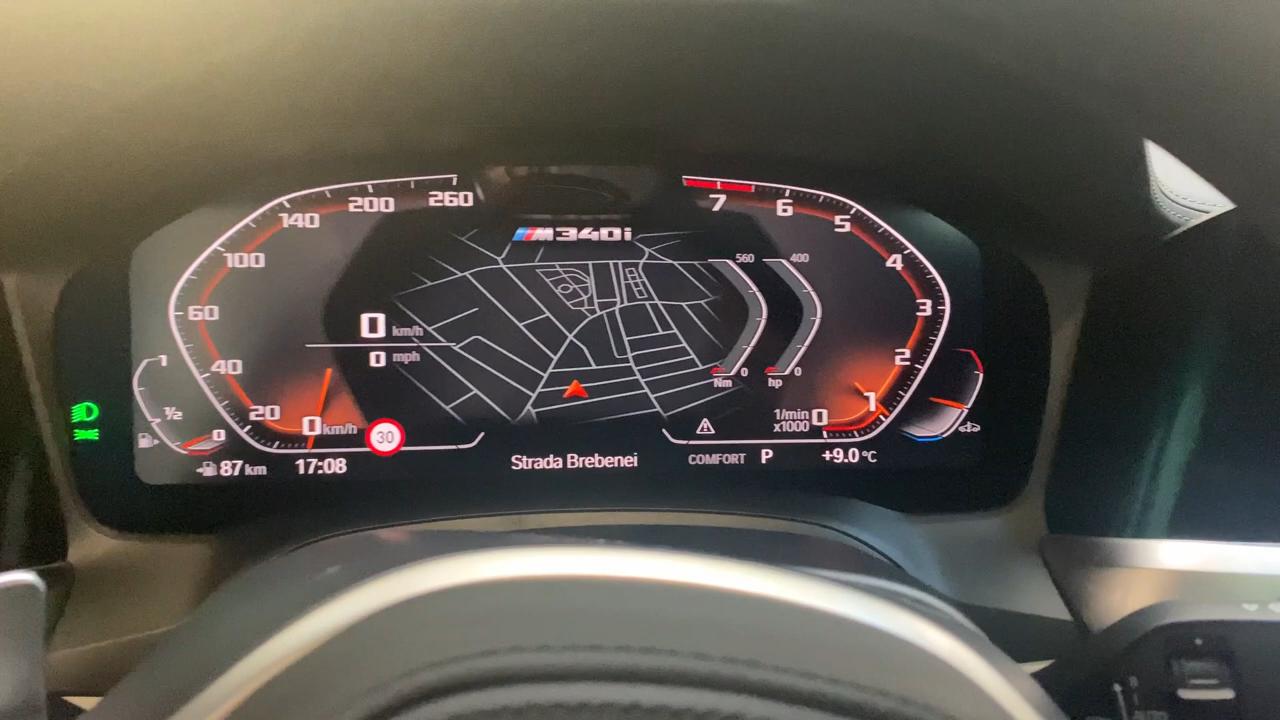 260
200
140
100
60
40
20
0 km/h
M340i
0 km/h
0 mph
30
1
1/2
0
87 km
17:08
Strada Brebenei
560
0
Nm
400
0
hp
7
6
5
4
3
2
1
0
1/min
x1000
COMFORT P
+9.0 °C